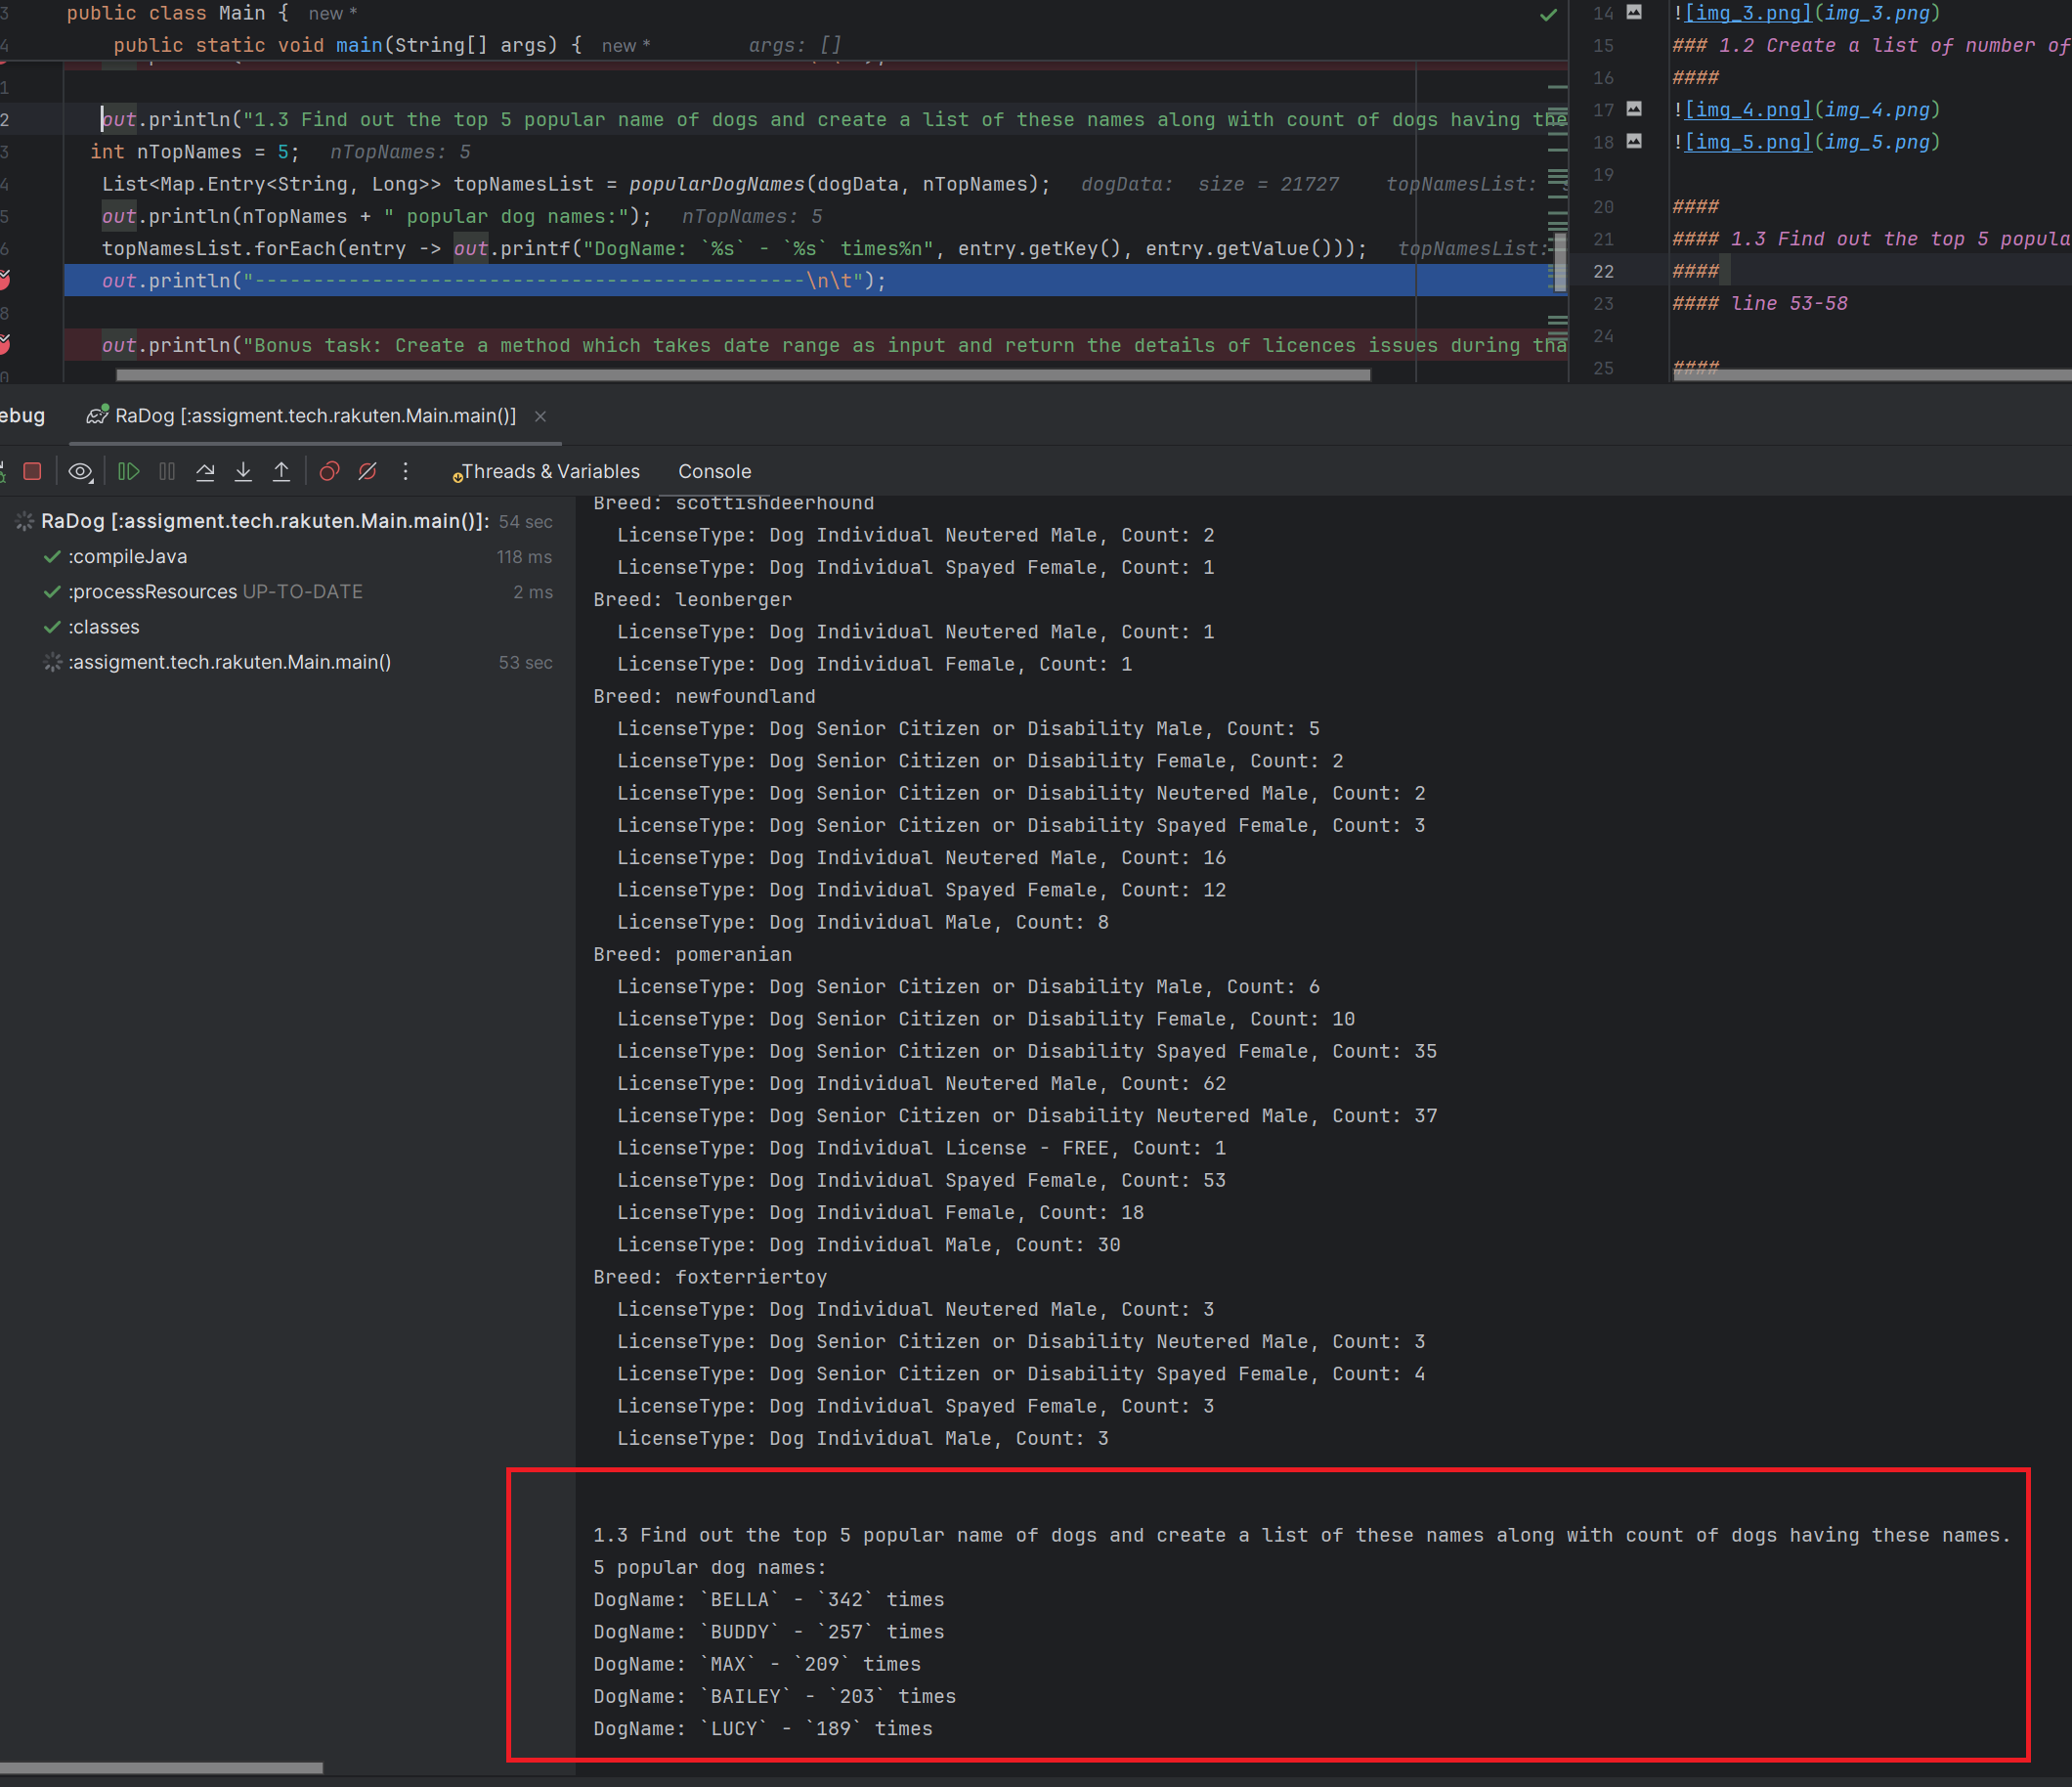 3 public class Main { new *
4 public static void main(String[] args) { new * args: []
1
2 out.println("1.3 Find out the top 5 popular name of dogs and create a list of these names along with count of dogs having the
3 int nTopNames = 5; nTopNames: 5
4 List<Map.Entry<String, Long>> topNamesList = popularDogNames(dogData, nTopNames); dogData: size = 21727 topNamesList:
5 out.println(nTopNames + " popular dog names:"); nTopNames: 5
6 topNamesList.forEach(entry -> out.printf("DogName: `%s` - `%s` times%n", entry.getKey(), entry.getValue())); topNamesList:
out.println("-----------------------------------------------\n\t");
8
out.println("Bonus task: Create a method which takes date range as input and return the details of licences issues during tha
0
14 ![img_3.png](img_3.png)
15 ### 1.2 Create a list of number of
16 ####
17 ![img_4.png](img_4.png)
18 ![img_5.png](img_5.png)
19
20 ####
21 #### 1.3 Find out the top 5 popula
22 ####
23 #### line 53-58
24
25 ####
ebug RaDog [:assigment.tech.rakuten.Main.main()] ×
Threads & Variables Console
RaDog [:assigment.tech.rakuten.Main.main()]: 54 sec
:compileJava 118 ms
:processResources UP-TO-DATE 2 ms
:classes
:assigment.tech.rakuten.Main.main() 53 sec
Breed: scottishdeerhound
LicenseType: Dog Individual Neutered Male, Count: 2
LicenseType: Dog Individual Spayed Female, Count: 1
Breed: leonberger
LicenseType: Dog Individual Neutered Male, Count: 1
LicenseType: Dog Individual Female, Count: 1
Breed: newfoundland
LicenseType: Dog Senior Citizen or Disability Male, Count: 5
LicenseType: Dog Senior Citizen or Disability Female, Count: 2
LicenseType: Dog Senior Citizen or Disability Neutered Male, Count: 2
LicenseType: Dog Senior Citizen or Disability Spayed Female, Count: 3
LicenseType: Dog Individual Neutered Male, Count: 16
LicenseType: Dog Individual Spayed Female, Count: 12
LicenseType: Dog Individual Male, Count: 8
Breed: pomeranian
LicenseType: Dog Senior Citizen or Disability Male, Count: 6
LicenseType: Dog Senior Citizen or Disability Female, Count: 10
LicenseType: Dog Senior Citizen or Disability Spayed Female, Count: 35
LicenseType: Dog Individual Neutered Male, Count: 62
LicenseType: Dog Senior Citizen or Disability Neutered Male, Count: 37
LicenseType: Dog Individual License - FREE, Count: 1
LicenseType: Dog Individual Spayed Female, Count: 53
LicenseType: Dog Individual Female, Count: 18
LicenseType: Dog Individual Male, Count: 30
Breed: foxterriertoy
LicenseType: Dog Individual Neutered Male, Count: 3
LicenseType: Dog Senior Citizen or Disability Neutered Male, Count: 3
LicenseType: Dog Senior Citizen or Disability Spayed Female, Count: 4
LicenseType: Dog Individual Spayed Female, Count: 3
LicenseType: Dog Individual Male, Count: 3
1.3 Find out the top 5 popular name of dogs and create a list of these names along with count of dogs having these names.
5 popular dog names:
DogName: `BELLA` - `342` times
DogName: `BUDDY` - `257` times
DogName: `MAX` - `209` times
DogName: `BAILEY` - `203` times
DogName: `LUCY` - `189` times